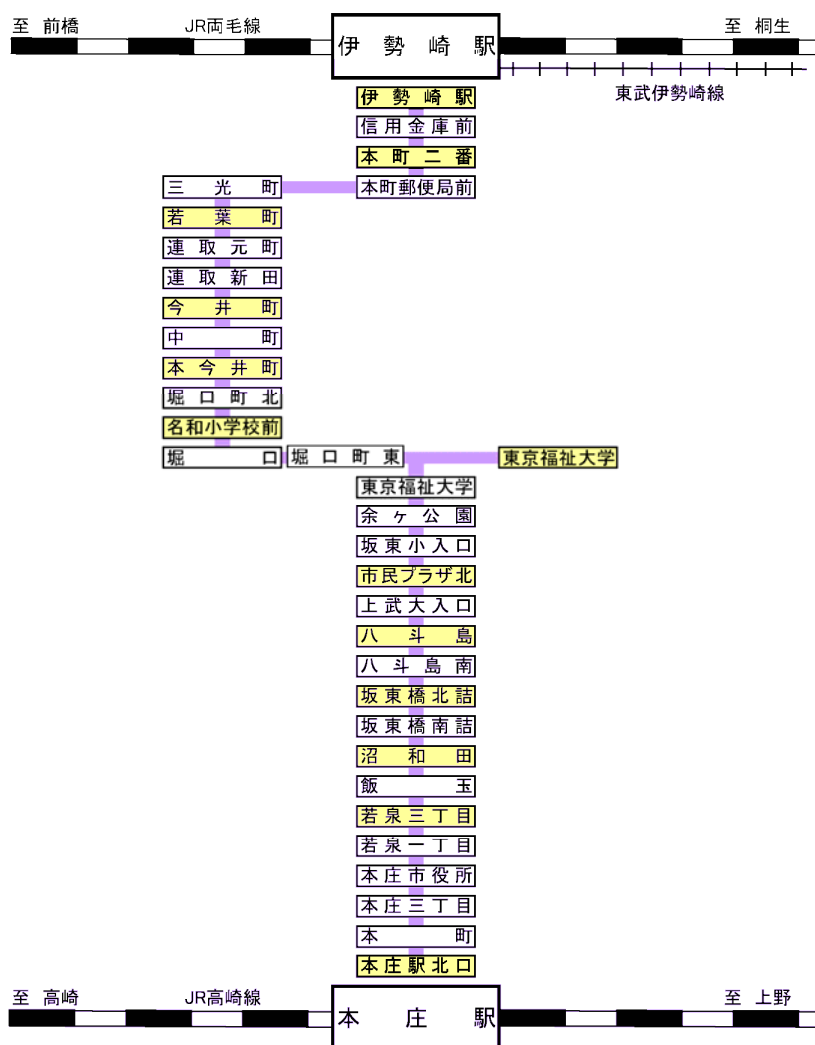 至 前橋
JR両毛線
伊勢崎駅
至 桐生
東武伊勢崎線
伊勢崎駅
信用金庫前
本町二番
本町郵便局前
三光町
若葉町
連取元町
連取新田
今井町
中町
本今井町
堀口町北
名和小学校前
堀口
堀口町東
東京福祉大学
東京福祉大学
余ヶ公園
坂東小入口
市民プラザ北
上武大入口
八斗島
八斗島南
坂東橋北詰
坂東橋南詰
沼和田
飯玉
若泉三丁目
若泉一丁目
本庄市役所
本庄三丁目
本町
本庄駅北口
至 高崎
JR高崎線
本庄駅
至 上野